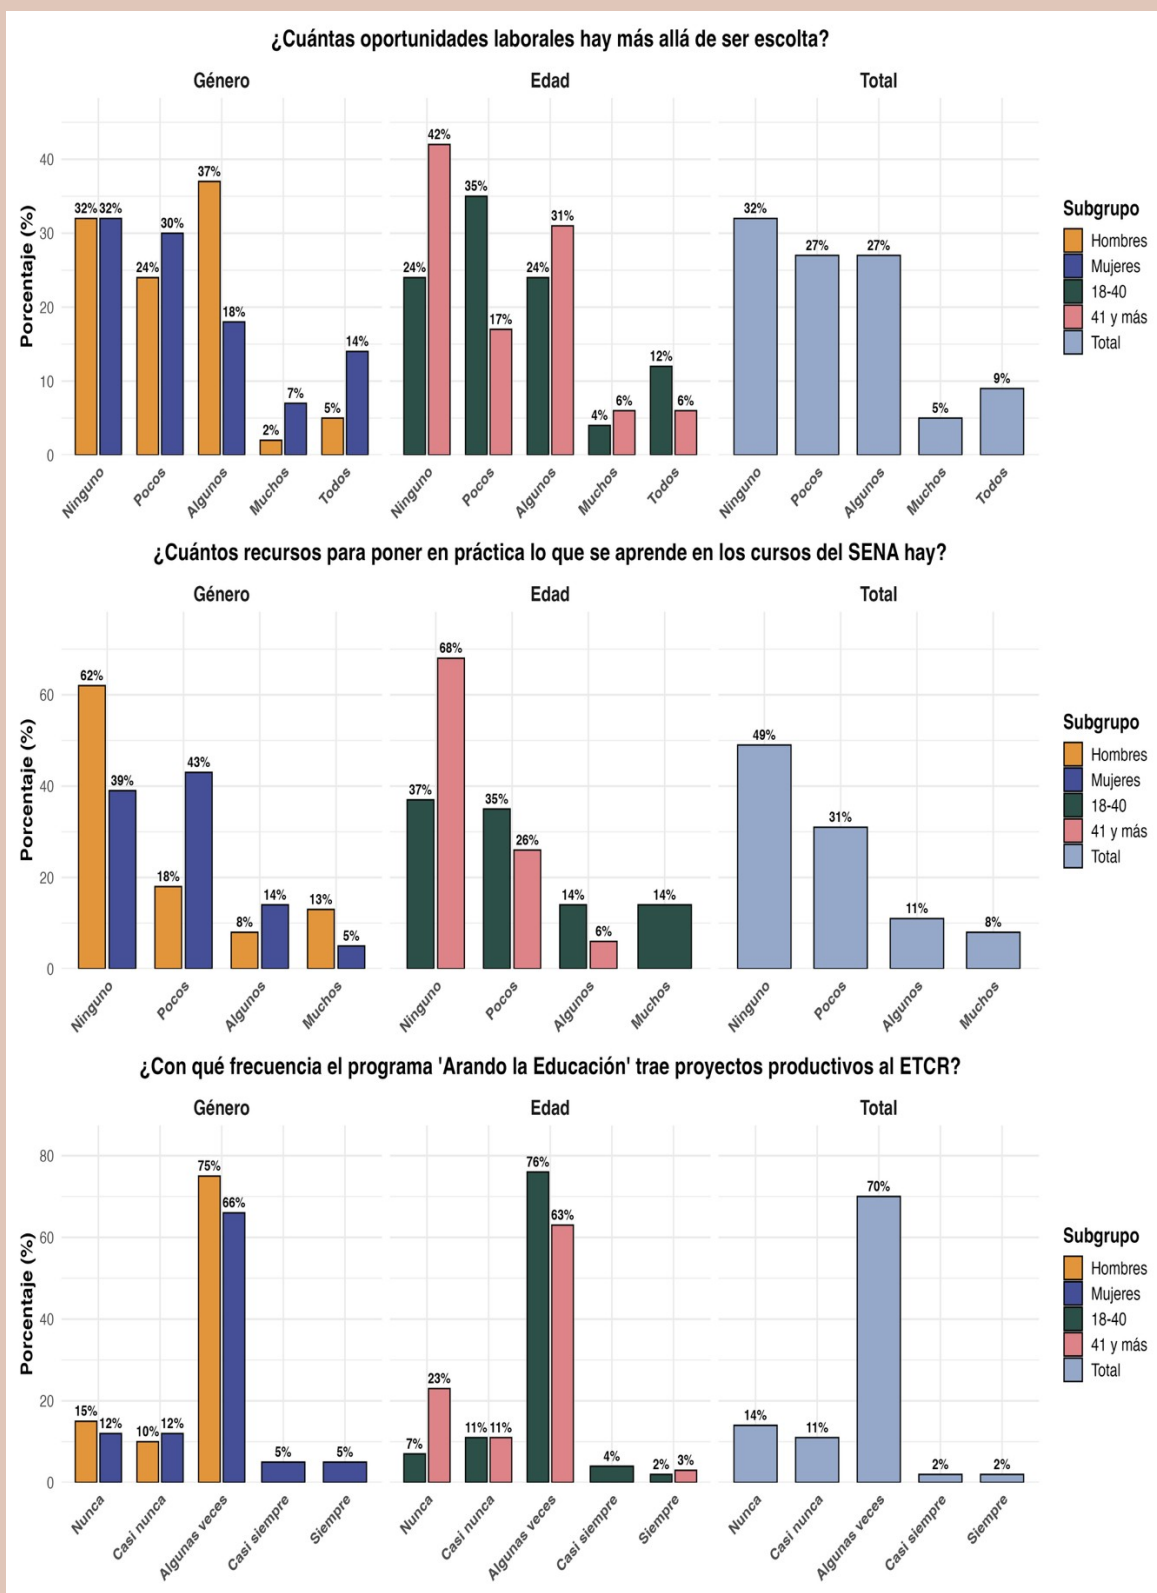 ¿Cuántas oportunidades laborales hay más allá de ser escolta?
Género Edad Total
Porcentaje (%)
40
30
20
10
0
32% 32% 24% 30% 37% 18% 2% 7% 5% 14%
24% 42% 35% 17% 24% 31% 4% 6% 12% 6%
32% 27% 27% 5% 9%
Ninguno Pocos Algunos Muchos Todos
Ninguno Pocos Algunos Muchos Todos
Ninguno Pocos Algunos Muchos Todos
Subgrupo
Hombres
Mujeres
18-40
41 y más
Total
¿Cuántos recursos para poner en práctica lo que se aprende en los cursos del SENA hay?
Género Edad Total
Porcentaje (%)
60
40
20
0
62% 39% 18% 43% 8% 14% 13% 5%
37% 68% 35% 26% 14% 6% 14%
49% 31% 11% 8%
Ninguno Pocos Algunos Muchos
Ninguno Pocos Algunos Muchos
Ninguno Pocos Algunos Muchos
Subgrupo
Hombres
Mujeres
18-40
41 y más
Total
¿Con qué frecuencia el programa 'Arando la Educación' trae proyectos productivos al ETCR?
Género Edad Total
Porcentaje (%)
80
60
40
20
0
15% 12% 10% 12% 75% 66% 5% 5%
7% 23% 11% 11% 76% 63% 4% 2% 3%
14% 11% 70% 2% 2%
Nunca Casi nunca Algunas veces Casi siempre Siempre
Nunca Casi nunca Algunas veces Casi siempre Siempre
Nunca Casi nunca Algunas veces Casi siempre Siempre
Subgrupo
Hombres
Mujeres
18-40
41 y más
Total